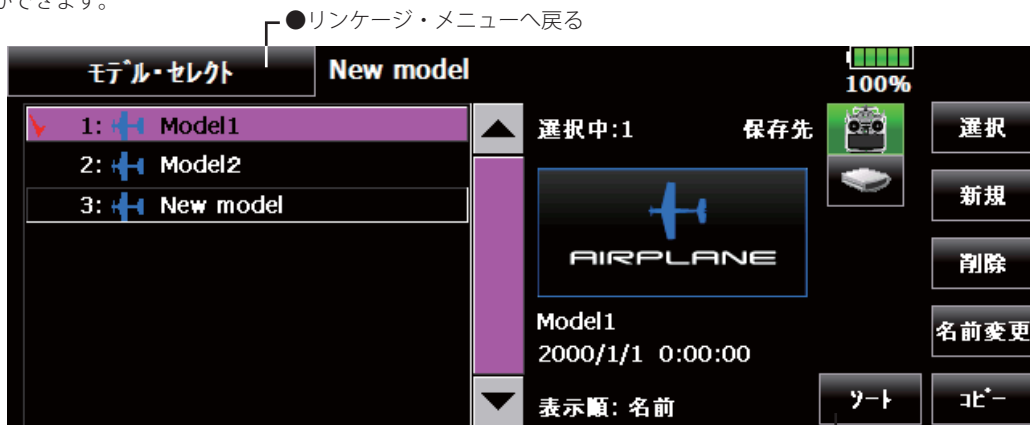 ができます。
●リンケージ・メニューへ戻る
ﾓﾃﾞﾙ・ｾﾚｸﾄ
New model
100%
1: Model1
2: Model2
3: New model
選択中:1
保存先
AIRPLANE
Model1
2000/1/1 0:00:00
表示順: 名前
選択
新規
削除
名前変更
ｿｰﾄ
ｺﾋﾟｰ